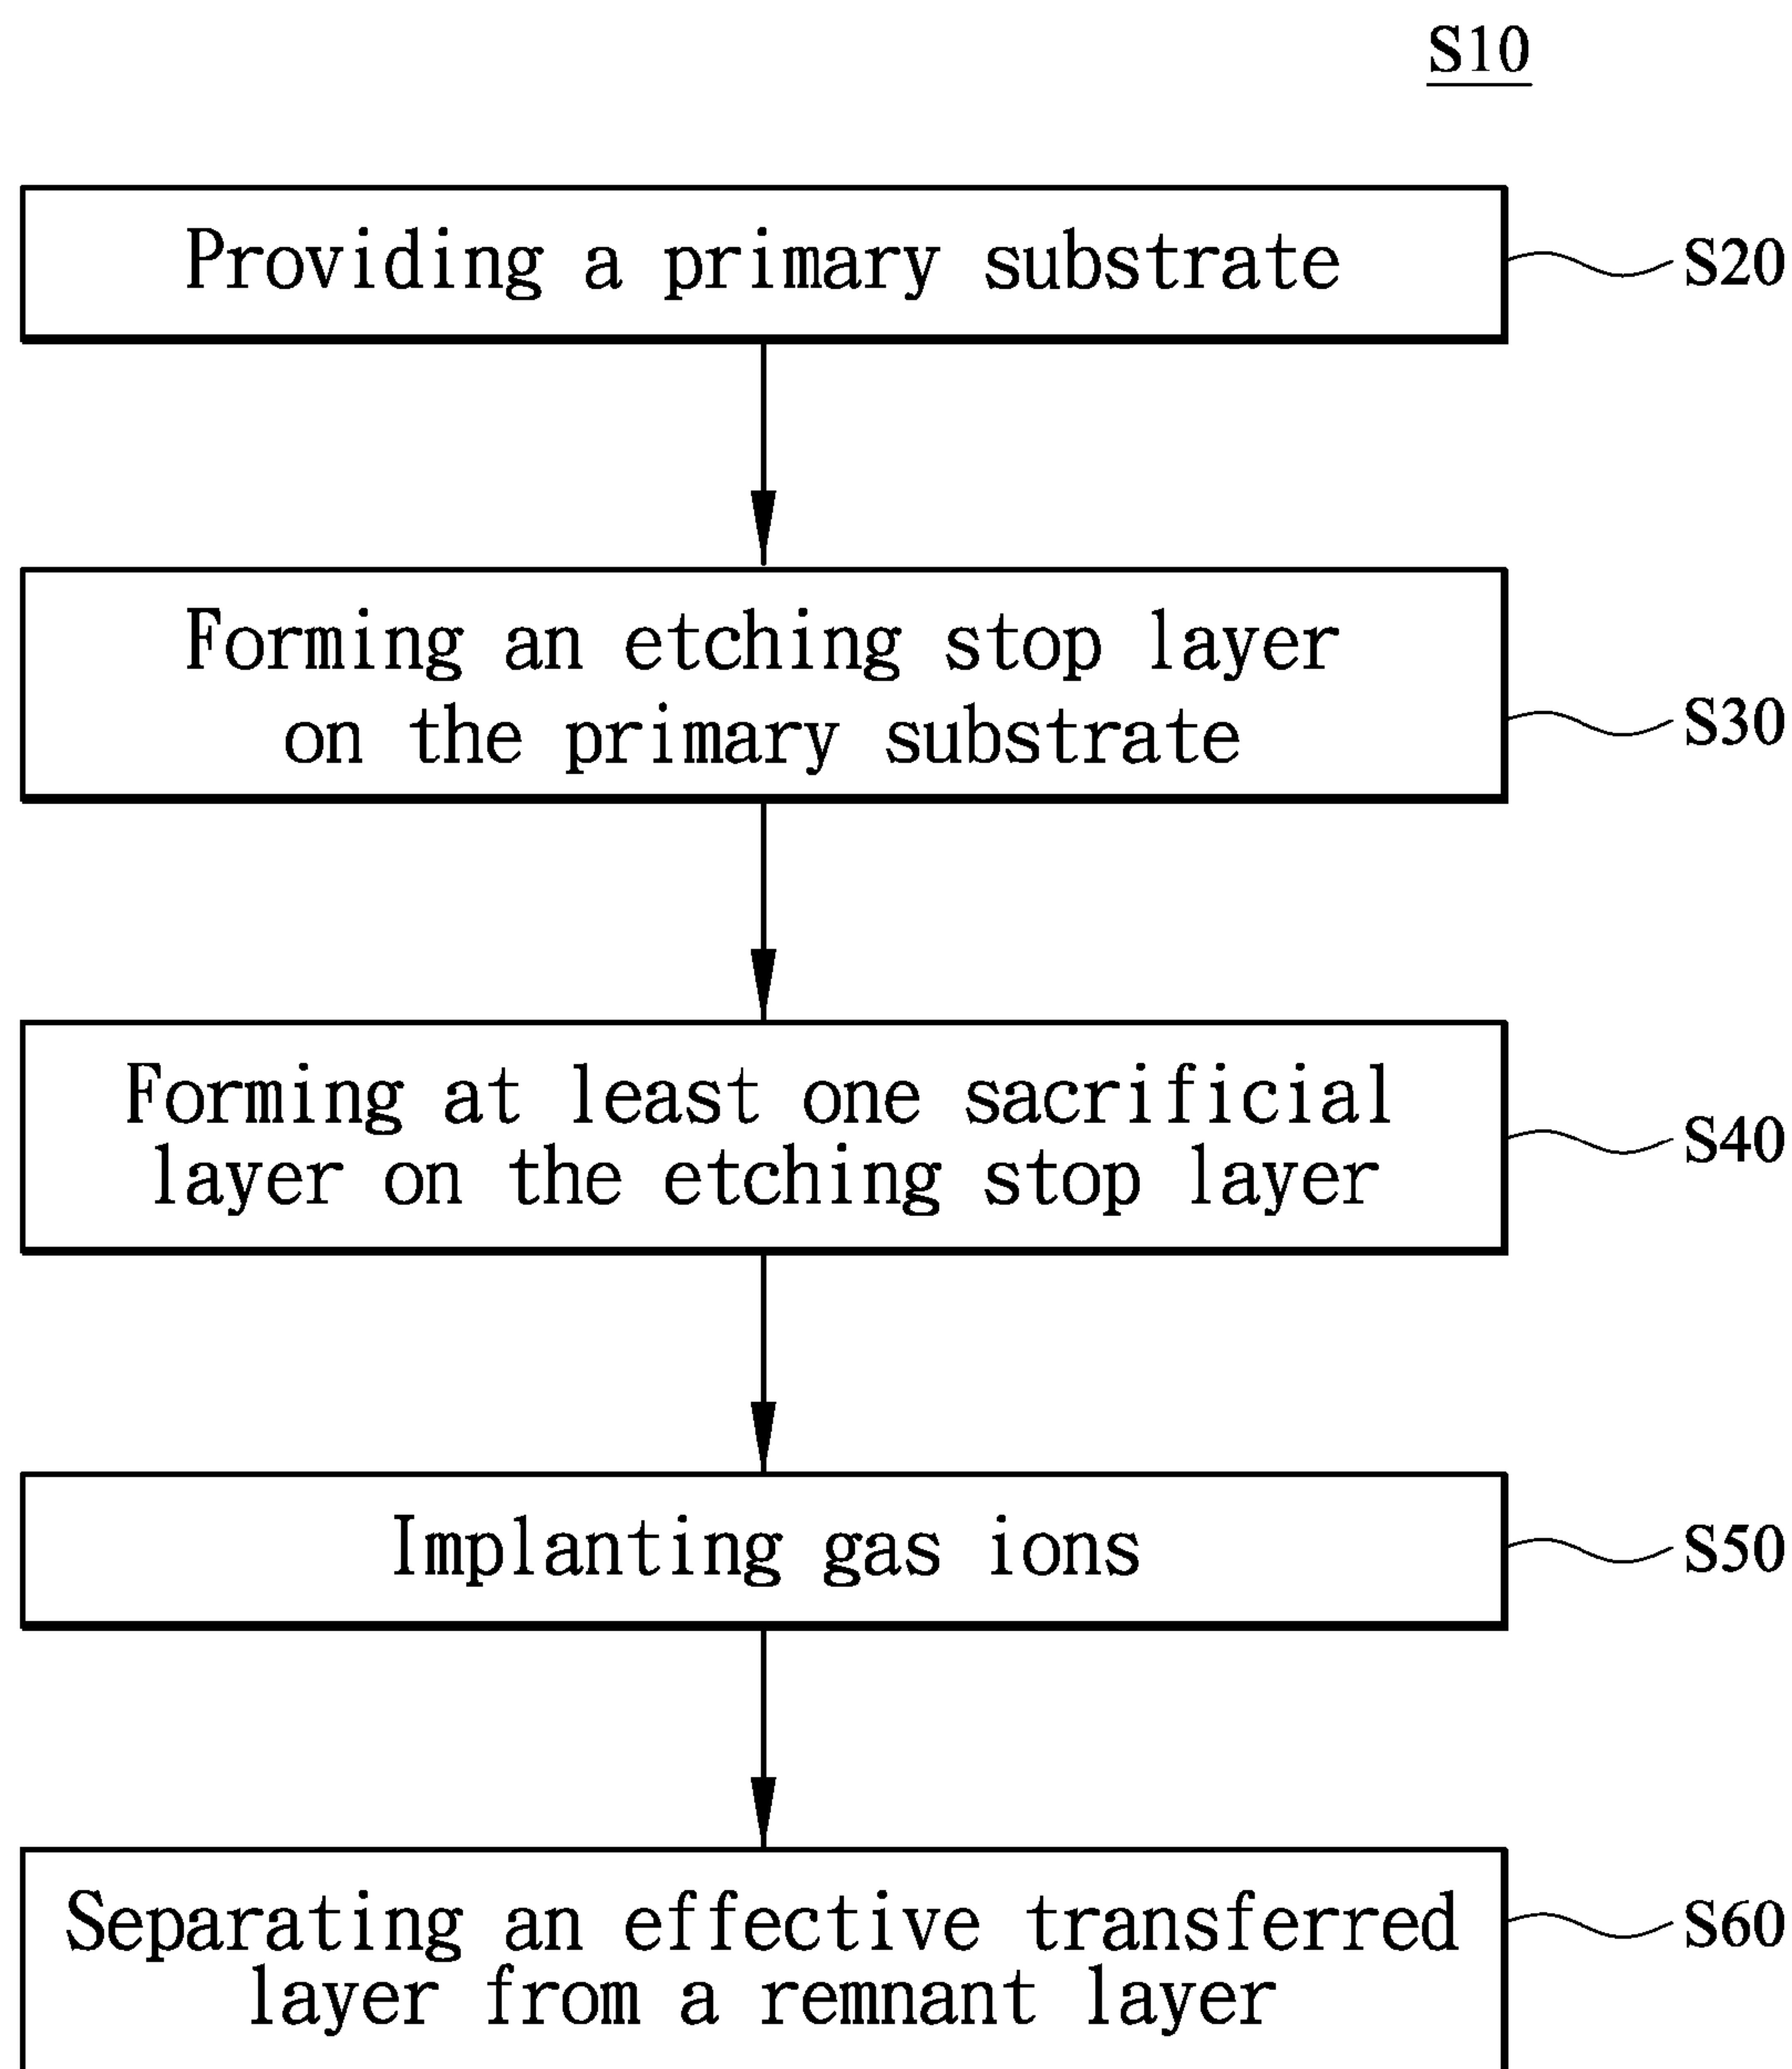 S10
Providing a primary substrate
S20
Forming an etching stop layer
on the primary substrate
S30
Forming at least one sacrificial
layer on the etching stop layer
S40
Implanting gas ions
S50
Separating an effective transferred
layer from a remnant layer
S60